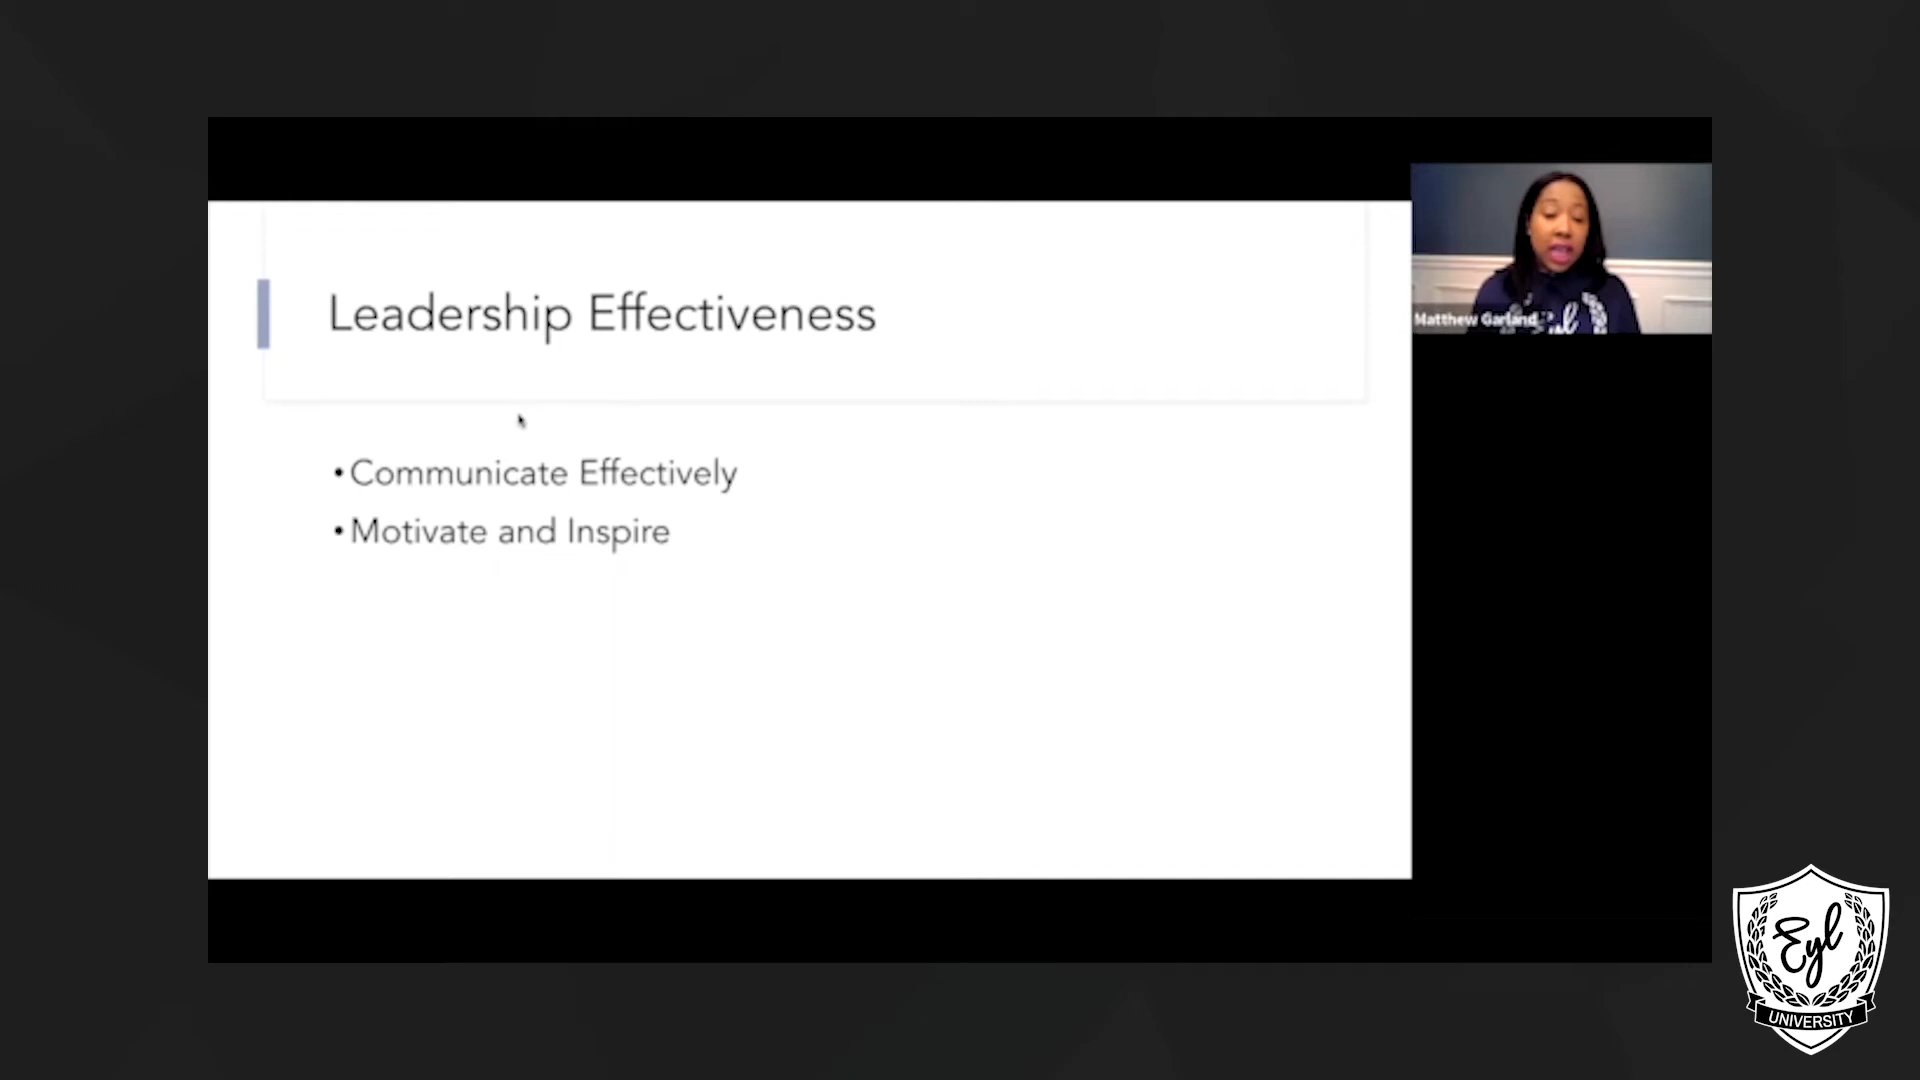 Leadership Effectiveness
• Communicate Effectively
• Motivate and Inspire
Matthew Garland
Eyl
UNIVERSITY